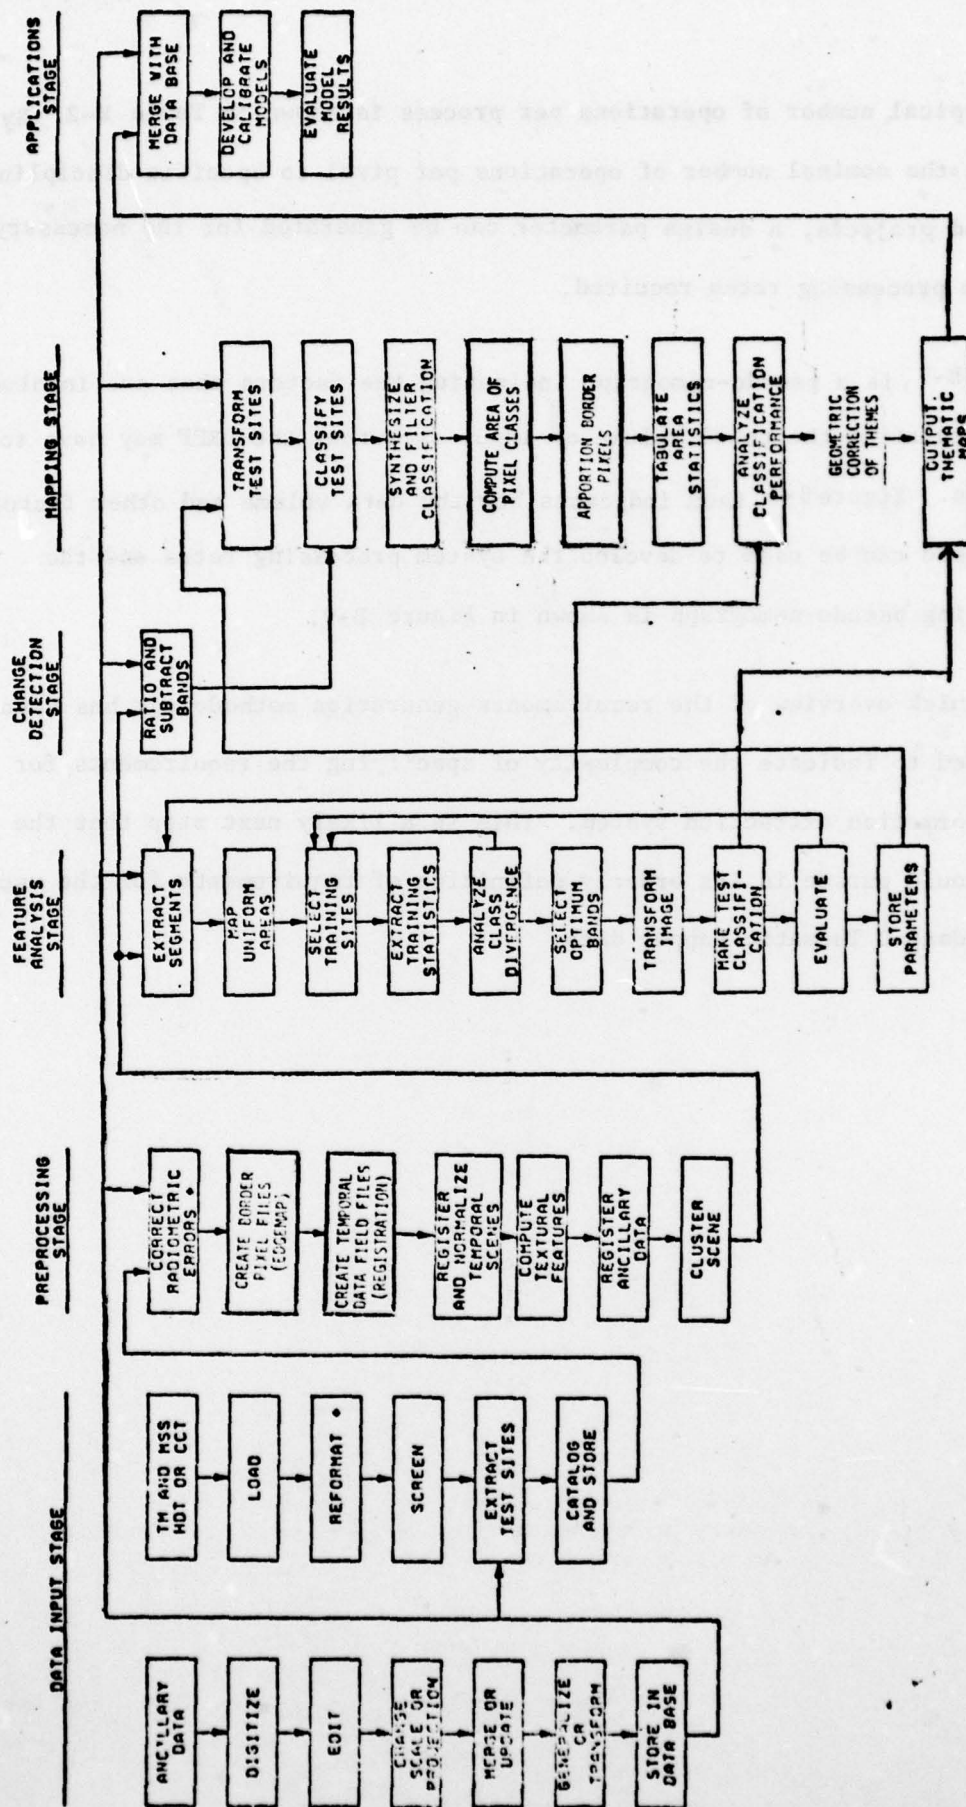 DATA INPUT STAGE
ANCILLARY
DATA
DIGITIZE
EDIT
CHANGE
SCALE OR
PROJECTION
MERGE OR
UPDATE
GENERALIZE
OR
TRANSFORM
STORE IN
DATA BASE
TM AND MSS
HDT OR CCT
LOAD
REFORMAT *
SCREEN
EXTRACT
TEST SITES
CATALOG
AND STORE
PREPROCESSING
STAGE
CORRECT
RADIOMETRIC
ERRORS *
CREATE BORDER
PIXEL FILES
(EDGEMAP)
CREATE TEMPORAL
DATA FIELD FILES
(REGISTRATION)
REGISTER
AND NORMALIZE
TEMPORAL
SCENES
COMPUTE
TEXTURAL
FEATURES
REGISTER
ANCILLARY
DATA
CLUSTER
SCENE
FEATURE
ANALYSIS
STAGE
EXTRACT
SEGMENTS
MAP
UNIFORM
AREAS
SELECT
TRAINING
SITES
EXTRACT
TRAINING
STATISTICS
ANALYZE
CLASS
DIVERGENCE
SELECT
OPTIMUM
BANDS
TRANSFORM
IMAGE
MAKE TEST
CLASSIFI-
CATION
EVALUATE
STORE
PARAMETERS
CHANGE
DETECTION
STAGE
RATIO AND
SUBTRACT
BANDS
MAPPING STAGE
TRANSFORM
TEST SITES
CLASSIFY
TEST SITES
SYNTHESIZE
AND FILTER
CLASSIFICATION
COMPUTE AREA OF
PIXEL CLASSES
APPORTION BORDER
PIXELS
TABULATE
AREA
STATISTICS
ANALYZE
CLASSIFICATION
PERFORMANCE
GEOMETRIC
CORRECTION
OF THEMES
OUTPUT.
THEMATIC
MAPS
APPLICATIONS
STAGE
MERGE WITH
DATA BASE
DEVELOP AND
CALIBRATE
MODELS
EVALUATE
MODEL
RESULTS